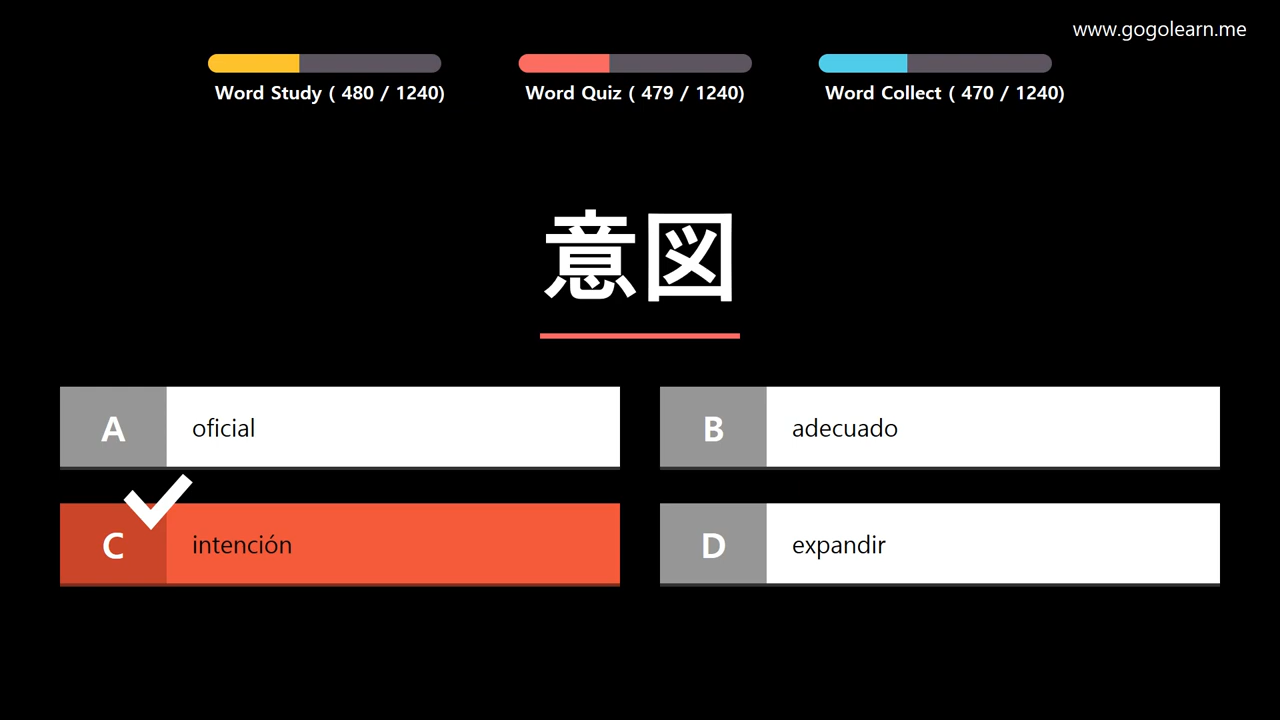 www.gogolearn.me
Word Study ( 480 / 1240)
Word Quiz ( 479 / 1240)
Word Collect ( 470 / 1240)
意図
A oficial
B adecuado
C intención
D expandir